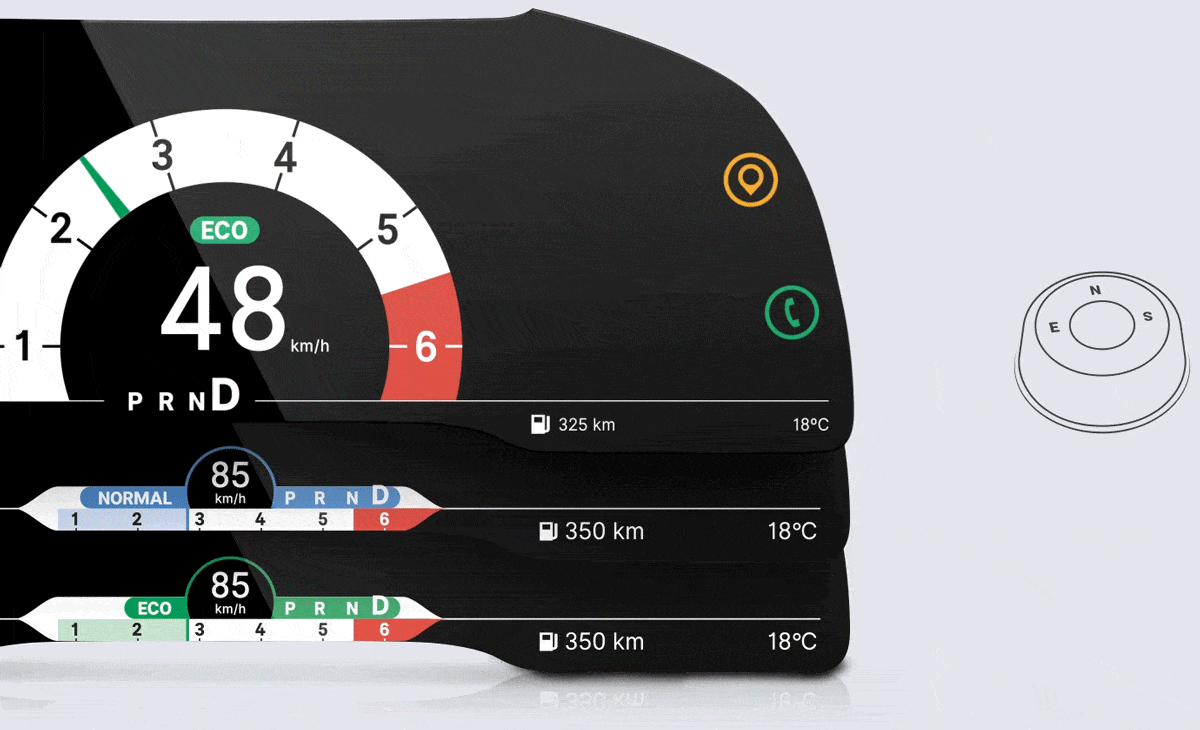 3 4
2 5
ECO
48 km/h
1 6
P R N D
325 km 18°C
85
km/h
NORMAL P R N D
1 2 3 4 5 6
350 km 18°C
85
km/h
ECO P R N D
1 2 3 4 5 6
350 km 18°C
N
E S